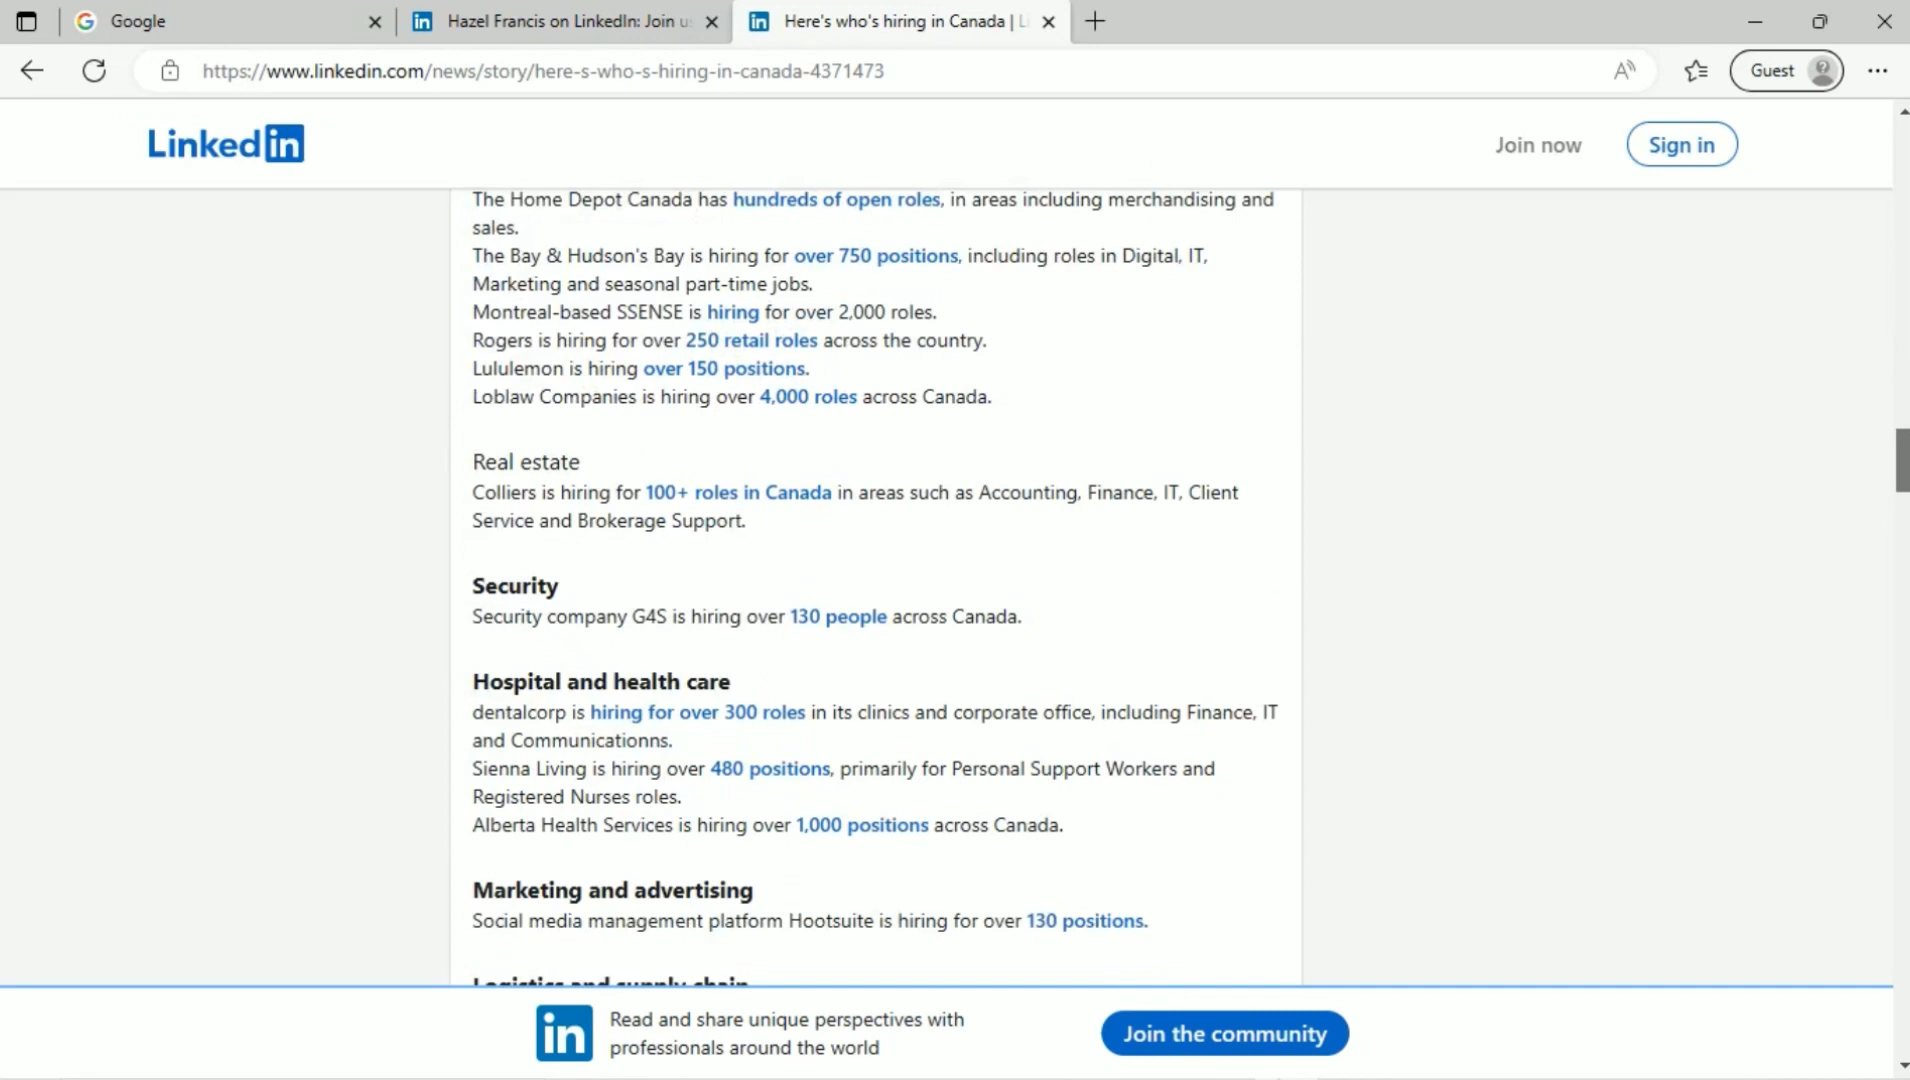 Google
Hazel Francis on LinkedIn: Join us
Here's who's hiring in Canada | Li
https://www.linkedin.com/news/story/here-s-who-s-hiring-in-canada-4371473
Guest
LinkedIn
Join now
Sign in
The Home Depot Canada has hundreds of open roles, in areas including merchandising and
sales.
The Bay & Hudson's Bay is hiring for over 750 positions, including roles in Digital, IT,
Marketing and seasonal part-time jobs.
Montreal-based SSENSE is hiring for over 2,000 roles.
Rogers is hiring for over 250 retail roles across the country.
Lululemon is hiring over 150 positions.
Loblaw Companies is hiring over 4,000 roles across Canada.
Real estate
Colliers is hiring for 100+ roles in Canada in areas such as Accounting, Finance, IT, Client
Service and Brokerage Support.
Security
Security company G4S is hiring over 130 people across Canada.
Hospital and health care
dentalcorp is hiring for over 300 roles in its clinics and corporate office, including Finance, IT
and Communicationns.
Sienna Living is hiring over 480 positions, primarily for Personal Support Workers and
Registered Nurses roles.
Alberta Health Services is hiring over 1,000 positions across Canada.
Marketing and advertising
Social media management platform Hootsuite is hiring for over 130 positions.
Logistics and supply chain
in
Read and share unique perspectives with
professionals around the world
Join the community